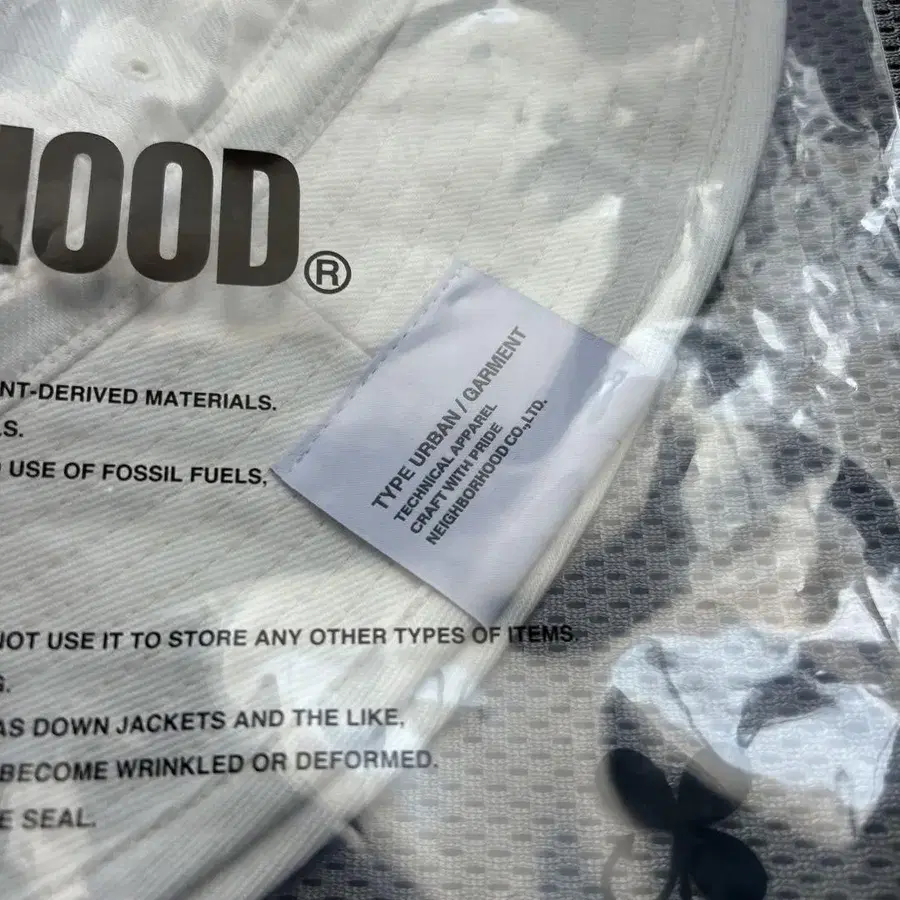 HOOD®
NT-DERIVED MATERIALS.
LS.
USE OF FOSSIL FUELS,
TYPE URBAN / GARMENT
TECHNICAL APPAREL
CRAFT WITH PRIDE
NEIGHBORHOOD CO.,LTD.
NOT USE IT TO STORE ANY OTHER TYPES OF ITEMS.
G.
AS DOWN JACKETS AND THE LIKE,
BECOME WRINKLED OR DEFORMED.
E SEAL.